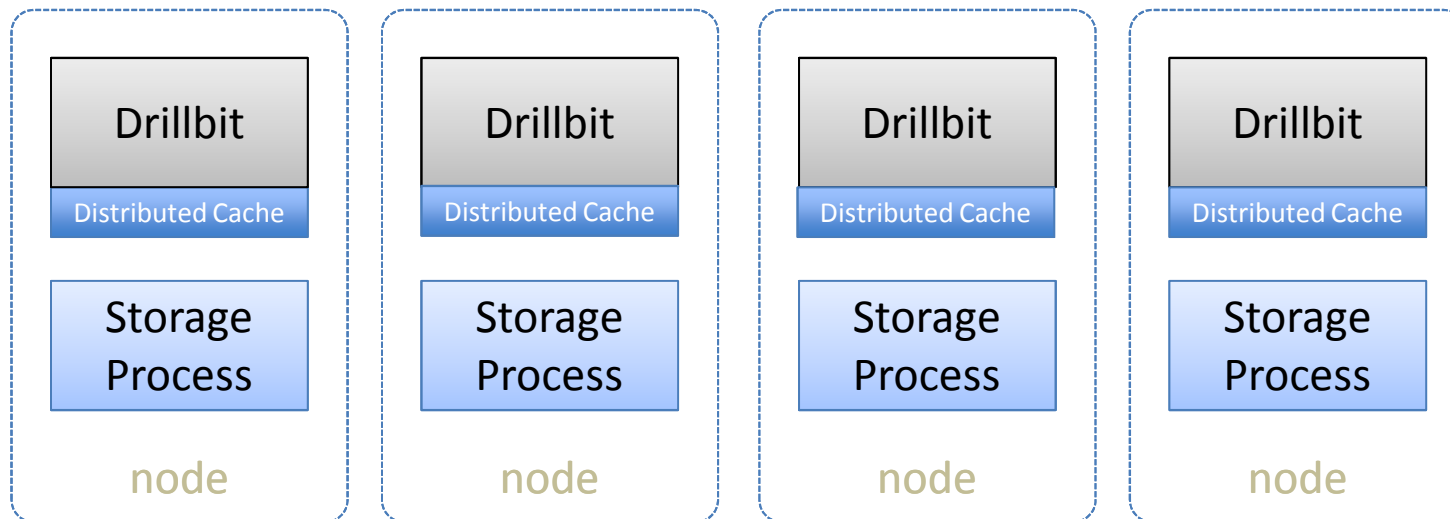 Drillbit
Distributed Cache
Storage
Process
node
Drillbit
Distributed Cache
Storage
Process
node
Drillbit
Distributed Cache
Storage
Process
node
Drillbit
Distributed Cache
Storage
Process
node